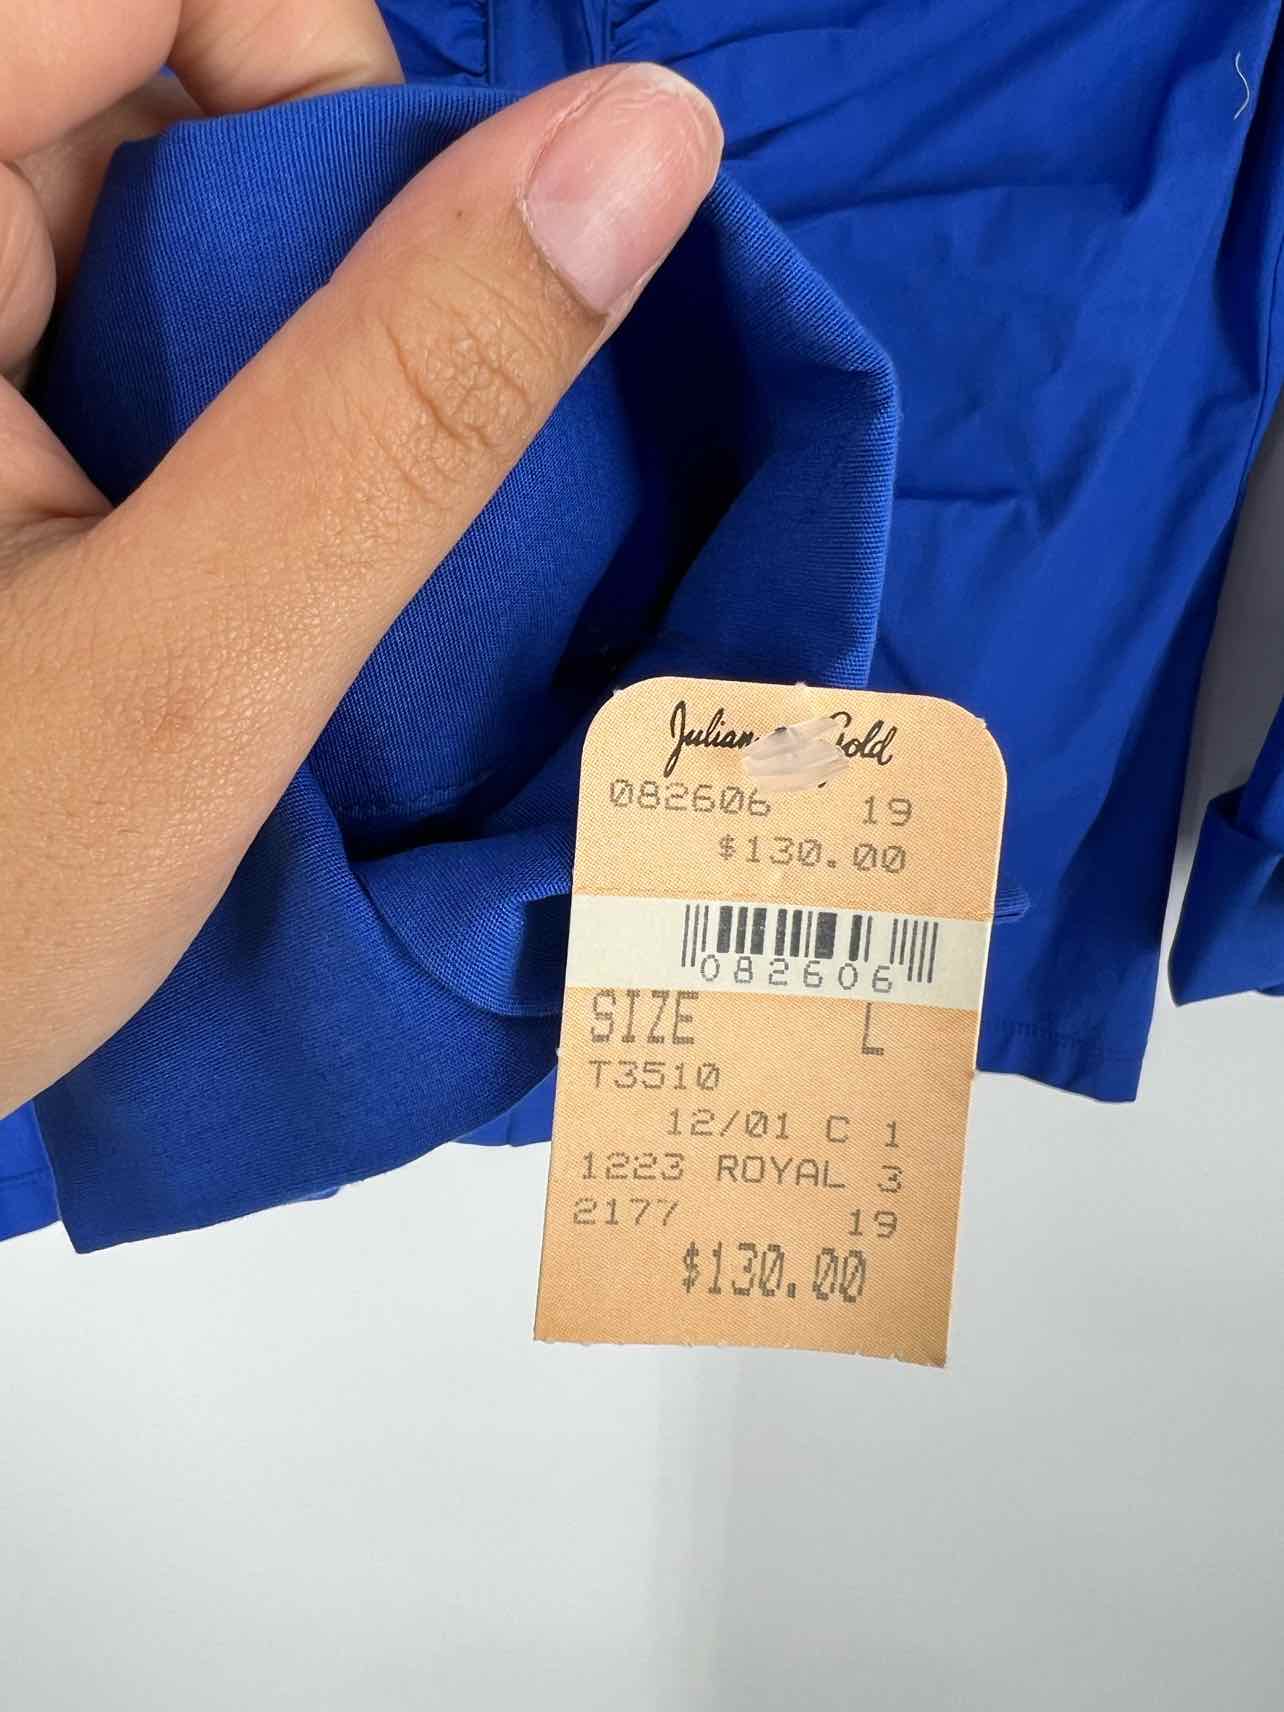 Julian Gold
082606 19
$130.00
082606
SIZE L
T3510
12/01 C 1
1223 ROYAL 3
2177 19
$130.00